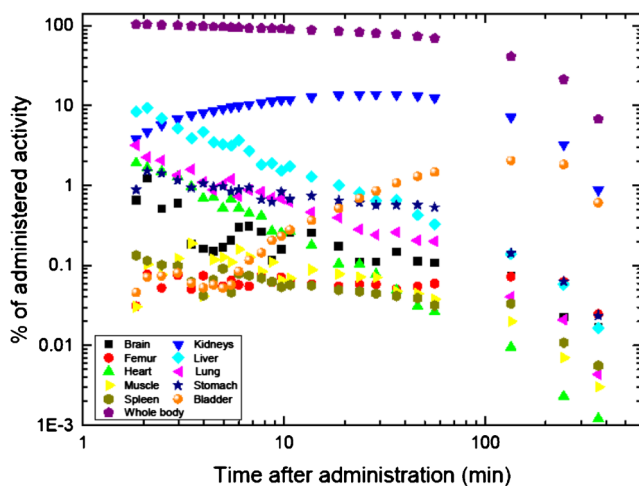 % of administered activity
100
10
1
0.1
0.01
1E-3
Brain
Femur
Heart
Muscle
Spleen
Whole body
Kidneys
Liver
Lung
Stomach
Bladder
1
10
100
Time after administration (min)